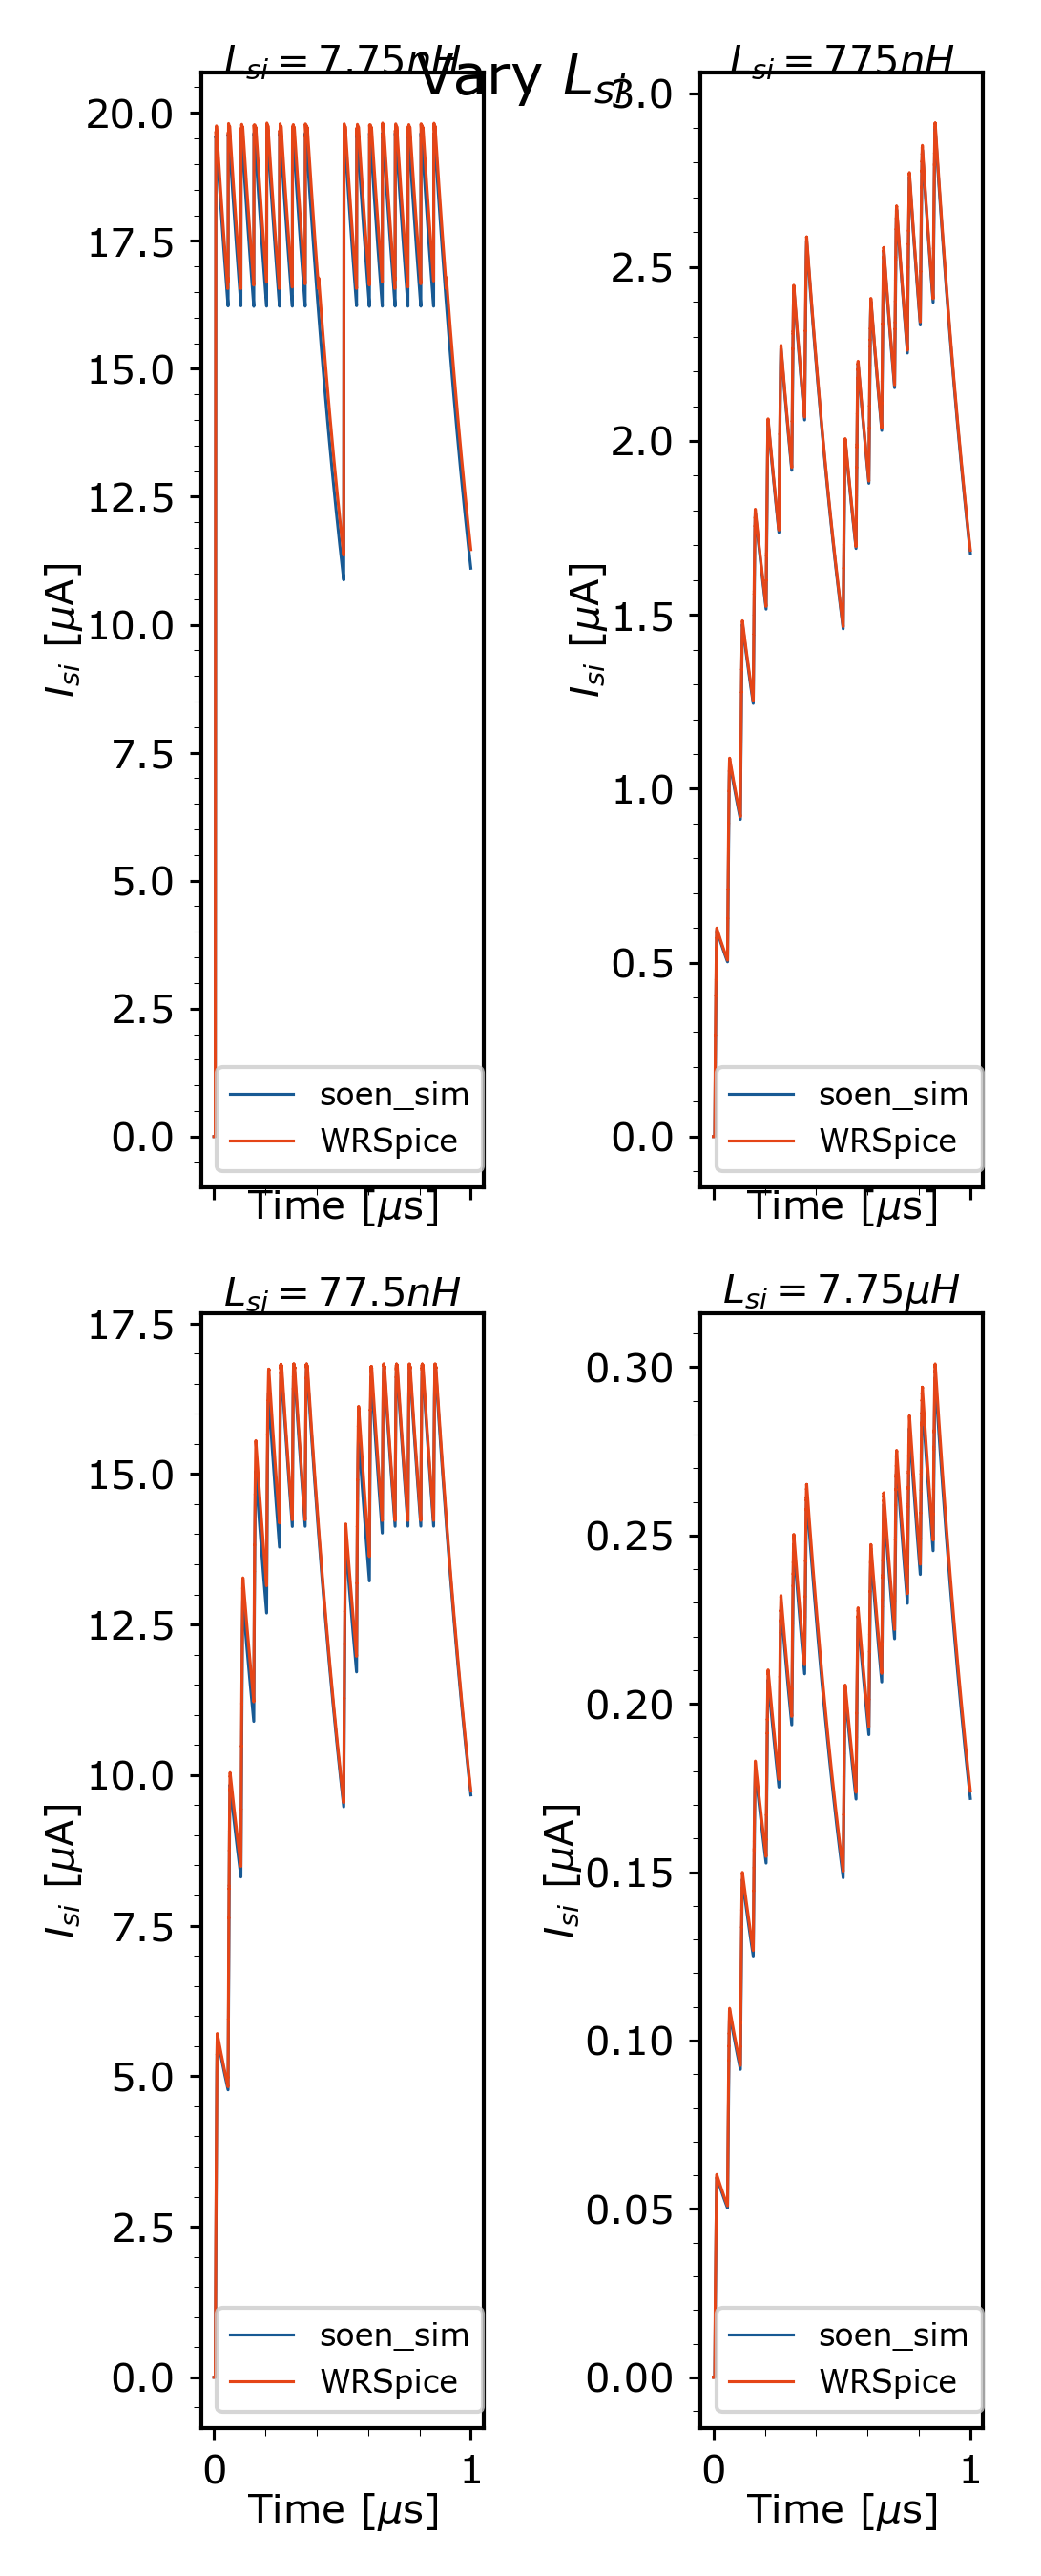 Vary L_si
L_si = 7.75nH
20.0
17.5
15.0
12.5
10.0
7.5
5.0
2.5
0.0
I_si [μA]
soen_sim
WRSpice
Time [μs]
L_si = 775nH
3.0
2.5
2.0
1.5
1.0
0.5
0.0
I_si [μA]
soen_sim
WRSpice
Time [μs]
L_si = 77.5nH
17.5
15.0
12.5
10.0
7.5
5.0
2.5
0.0
I_si [μA]
soen_sim
WRSpice
0 1
Time [μs]
L_si = 7.75μH
0.30
0.25
0.20
0.15
0.10
0.05
0.00
I_si [μA]
soen_sim
WRSpice
0 1
Time [μs]